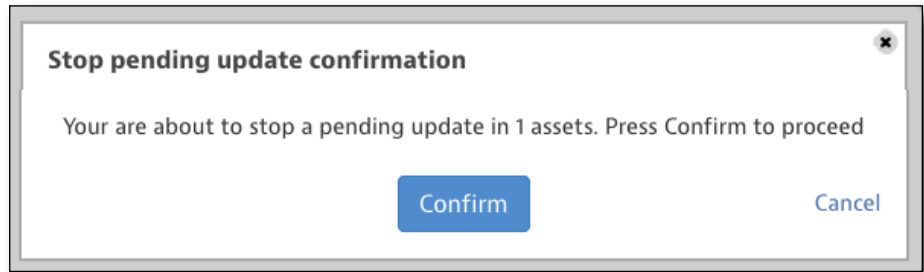 Stop pending update confirmation
Your are about to stop a pending update in 1 assets. Press Confirm to proceed
Confirm
Cancel